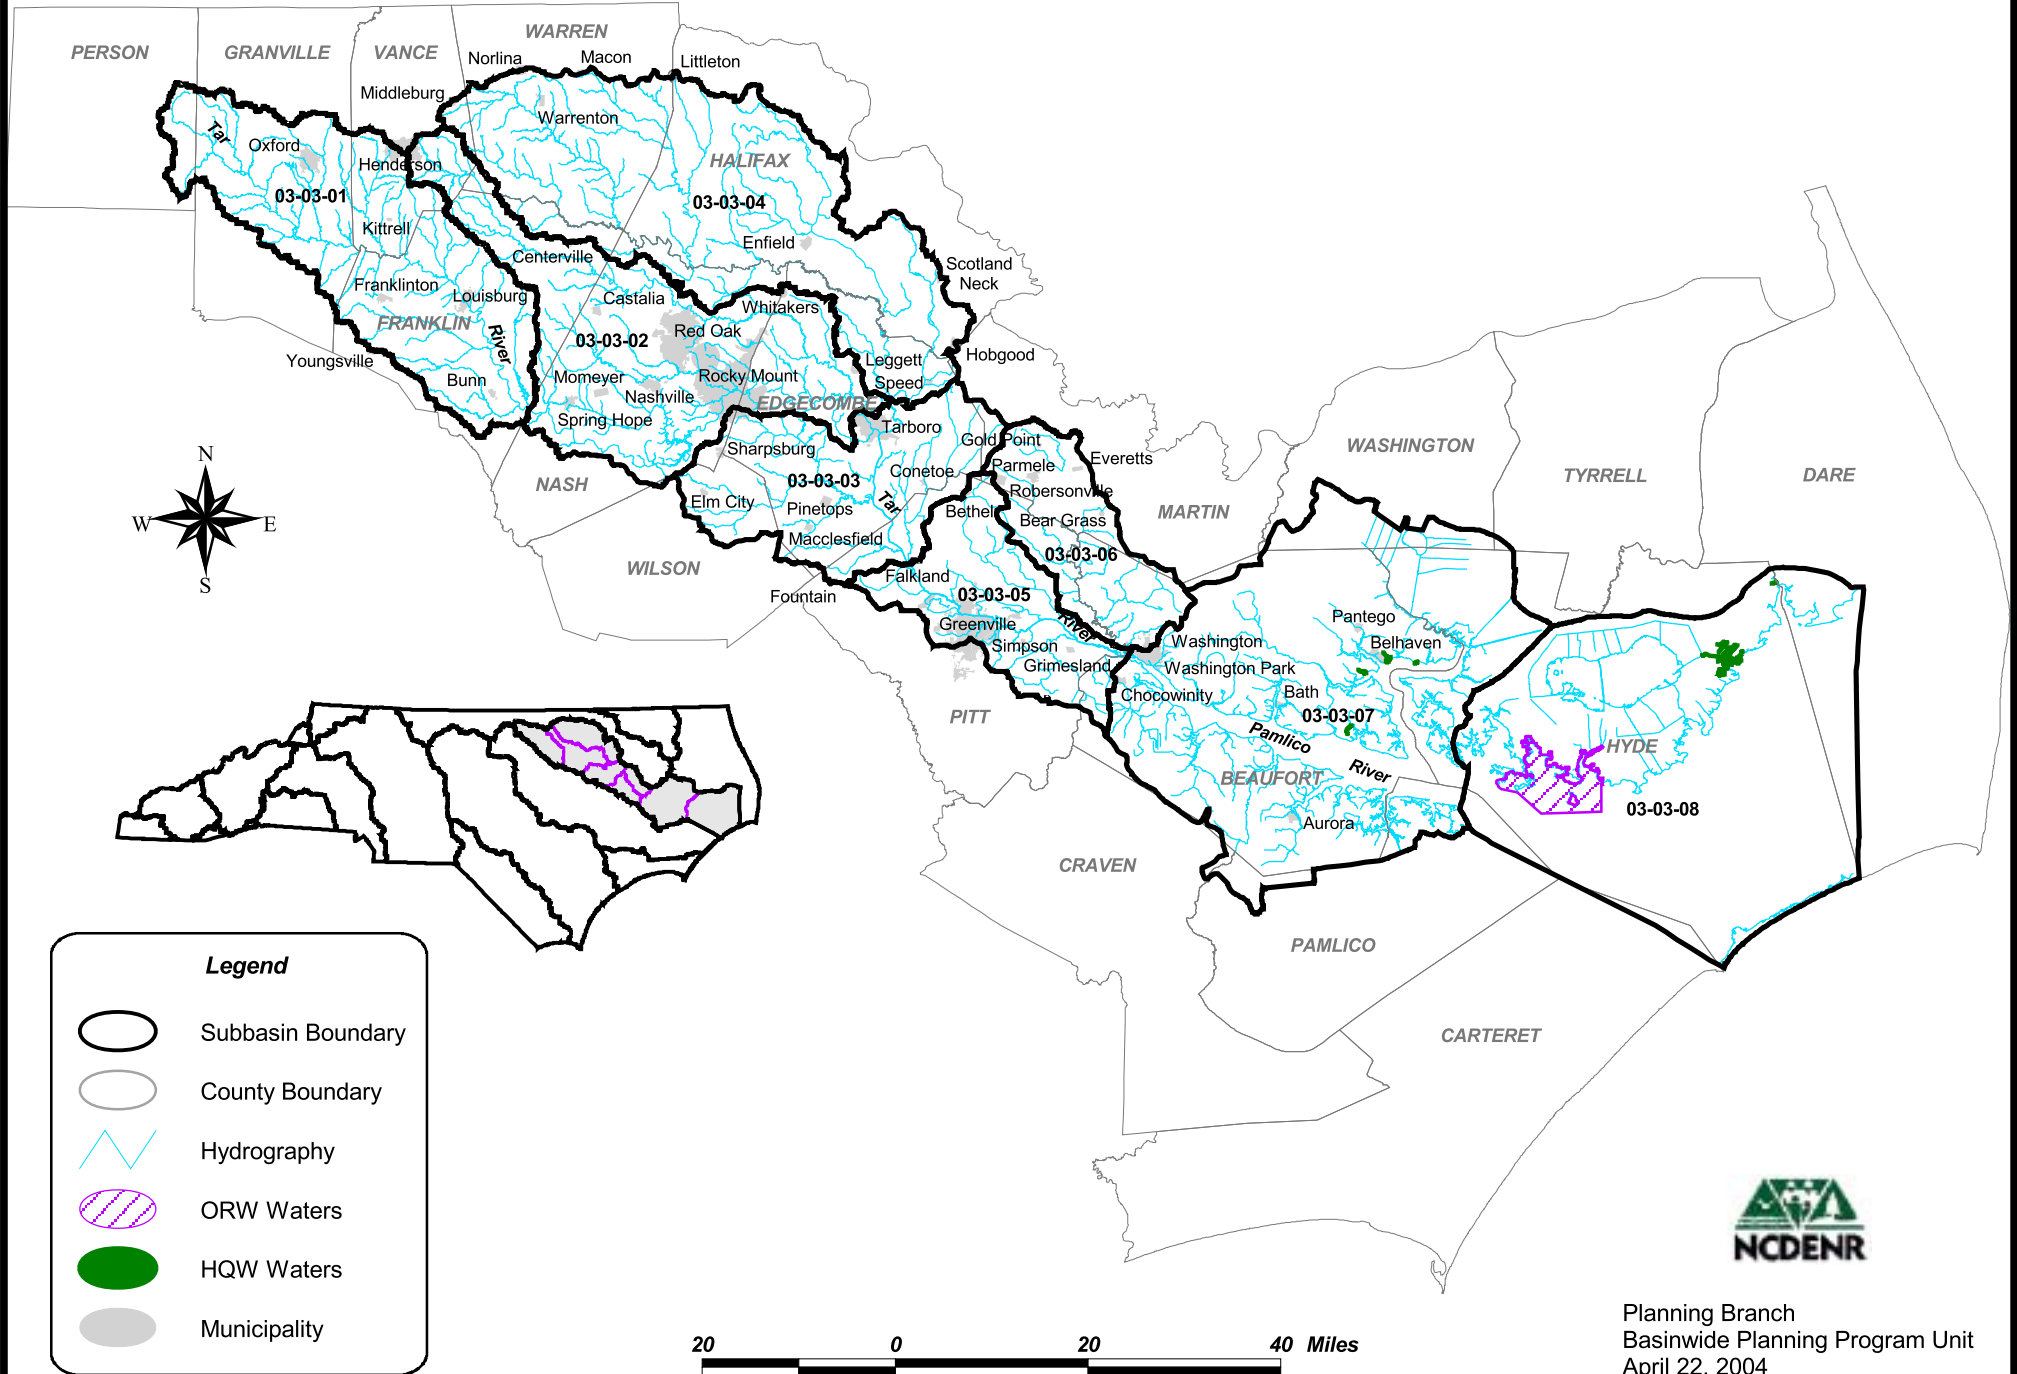 WARREN
PERSON
GRANVILLE
VANCE
Norlina
Macon
Littleton
Middleburg
Warrenton
Tar
Oxford
Henderson
HALIFAX
03-03-01
03-03-04
Kittrell
Enfield
Centerville
Scotland
Neck
Franklinton
Louisburg
Castalia
Whitakers
FRANKLIN
River
Red Oak
03-03-02
Youngsville
Leggett
Hobgood
Bunn
Momeyer
Rocky Mount
Speed
Nashville
EDGECOMBE
Spring Hope
Tarboro
Gold Point
Sharpsburg
Everetts
WASHINGTON
TYRRELL
DARE
N
W
E
S
NASH
03-03-03
Conetoe
Parmele
Robersonville
Elm City
Pinetops
Tar
Bethel
Bear Grass
MARTIN
Macclesfield
03-03-06
WILSON
Falkland
Fountain
03-03-05
Greenville
River
Pantego
Simpson
Washington
Belhaven
Grimesland
Washington Park
Chocowinity
Bath
PITT
03-03-07
Pamlico
River
HYDE
BEAUFORT
03-03-08
Aurora
CRAVEN
PAMLICO
CARTERET
Legend
Subbasin Boundary
County Boundary
Hydrography
ORW Waters
HQW Waters
Municipality
NCDENR
Planning Branch
Basinwide Planning Program Unit
April 22, 2004
20 0 20 40 Miles